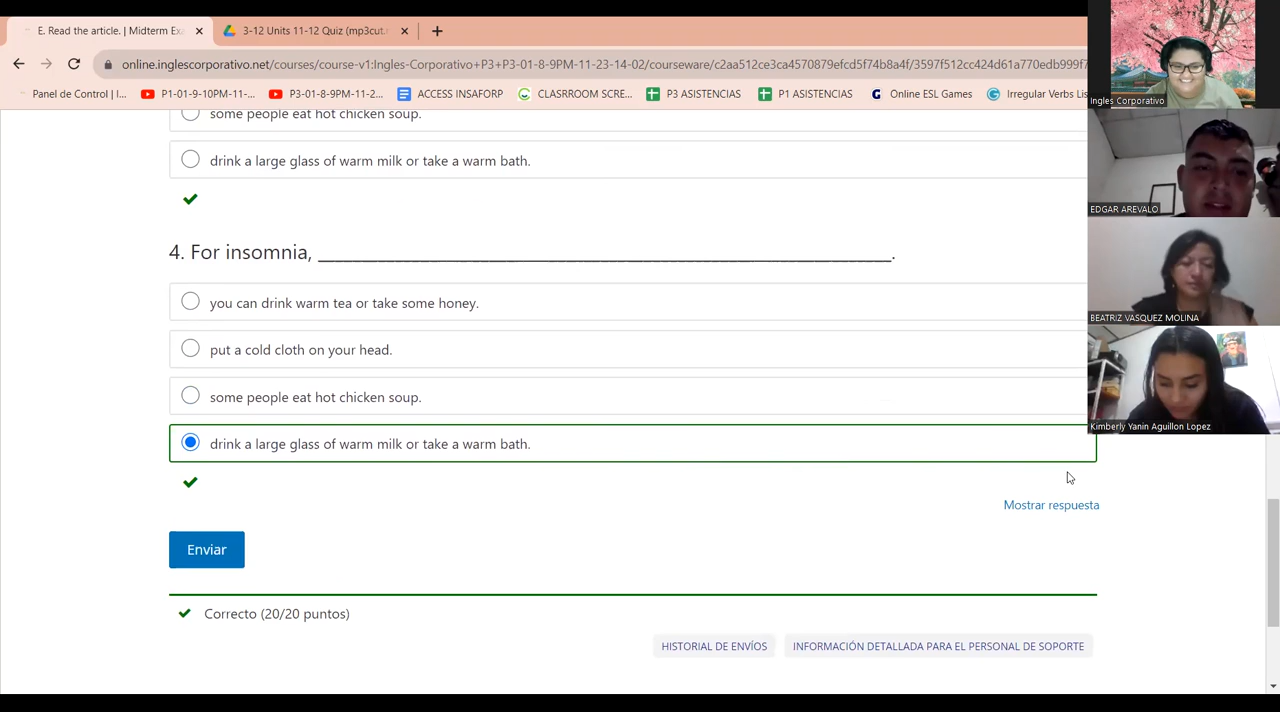 E. Read the article. | Midterm Exa
3-12 Units 11-12 Quiz (mp3cut.
online.inglescorporativo.net/courses/course-v1:Ingles-Corporativo+P3+P3-01-8-9PM-11-23-14-02/courseware/c2aa512ce3ca4570879efcd5f74b8a4f/3597f512cc424d61a770edb999f7
Panel de Control | I...
P1-01-9-10PM-11-...
P3-01-8-9PM-11-2...
ACCESS INSAFORP
CLASRROOM SCRE...
P3 ASISTENCIAS
P1 ASISTENCIAS
Online ESL Games
Irregular Verbs Lis
Ingles Corporativo
some people eat hot chicken soup.
drink a large glass of warm milk or take a warm bath.
EDGAR AREVALO
4. For insomnia, ______________________________________________________.
you can drink warm tea or take some honey.
BEATRIZ VASQUEZ MOLINA
put a cold cloth on your head.
some people eat hot chicken soup.
Kimberly Yanin Aguillon Lopez
drink a large glass of warm milk or take a warm bath.
Mostrar respuesta
Enviar
Correcto (20/20 puntos)
HISTORIAL DE ENVÍOS
INFORMACIÓN DETALLADA PARA EL PERSONAL DE SOPORTE